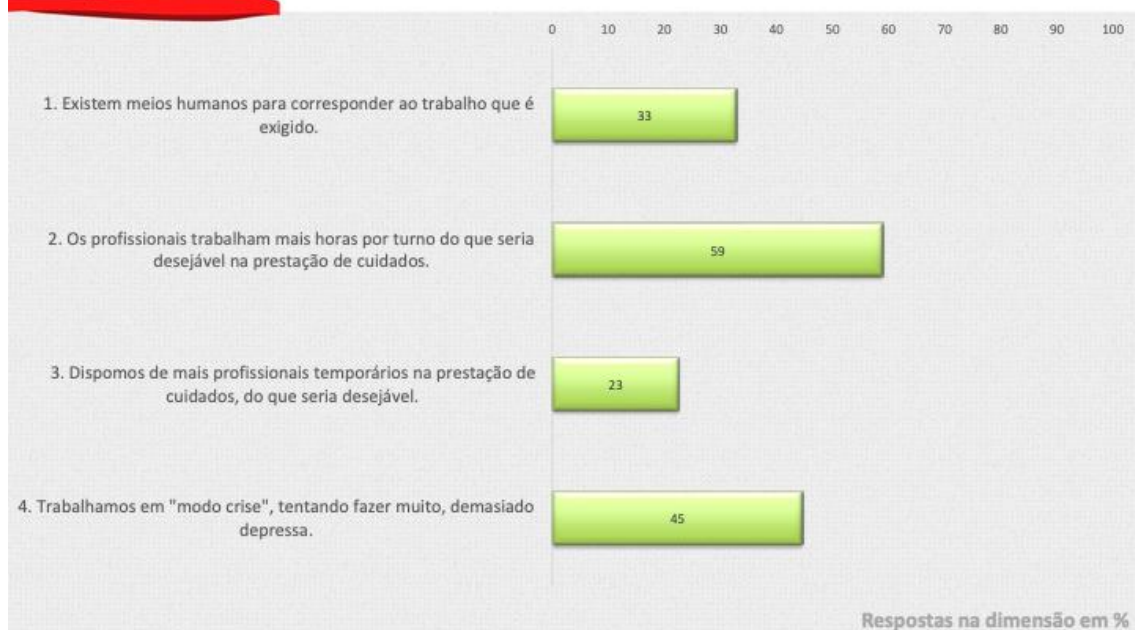 0 10 20 30 40 50 60 70 80 90 100
1. Existem meios humanos para corresponder ao trabalho que é
exigido.
33
2. Os profissionais trabalham mais horas por turno do que seria
desejável na prestação de cuidados.
59
3. Dispomos de mais profissionais temporários na prestação de
cuidados, do que seria desejável.
23
4. Trabalhamos em "modo crise", tentando fazer muito, demasiado
depressa.
45
Respostas na dimensão em %